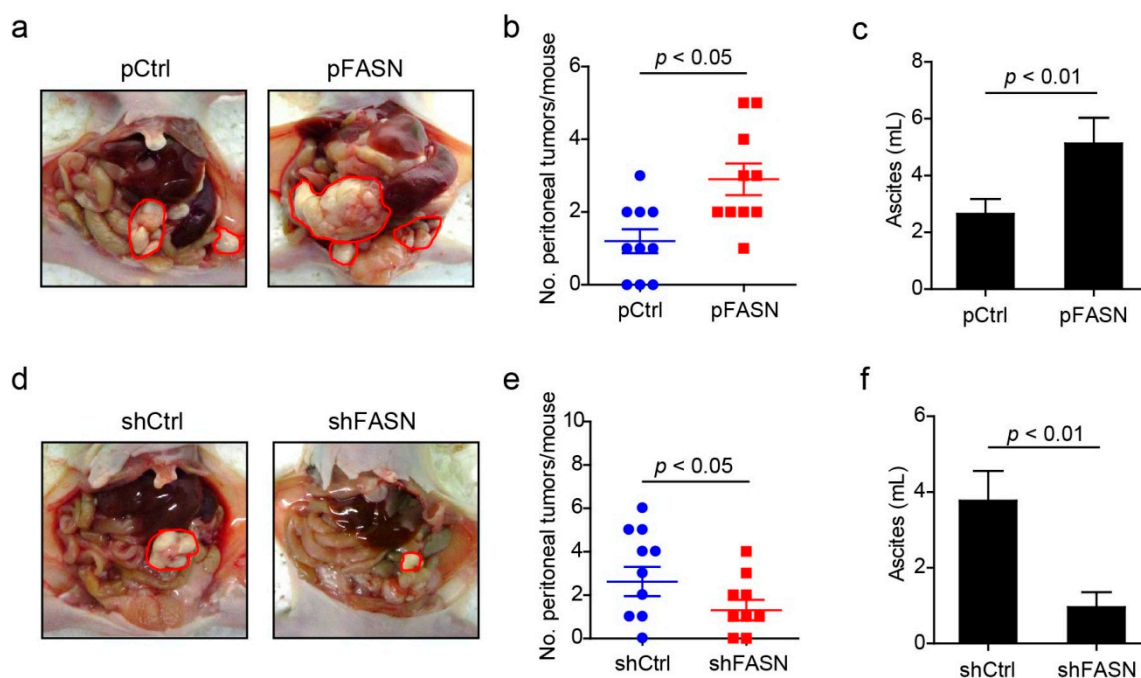 a
pCtrl
pFASN
b
p < 0.05
No. peritoneal tumors/mouse
6
4
2
0
pCtrl
pFASN
c
p < 0.01
Ascites (mL)
8
6
4
2
0
pCtrl
pFASN
d
shCtrl
shFASN
e
p < 0.05
No. peritoneal tumors/mouse
10
8
6
4
2
0
shCtrl
shFASN
f
p < 0.01
Ascites (mL)
6
4
2
0
shCtrl
shFASN